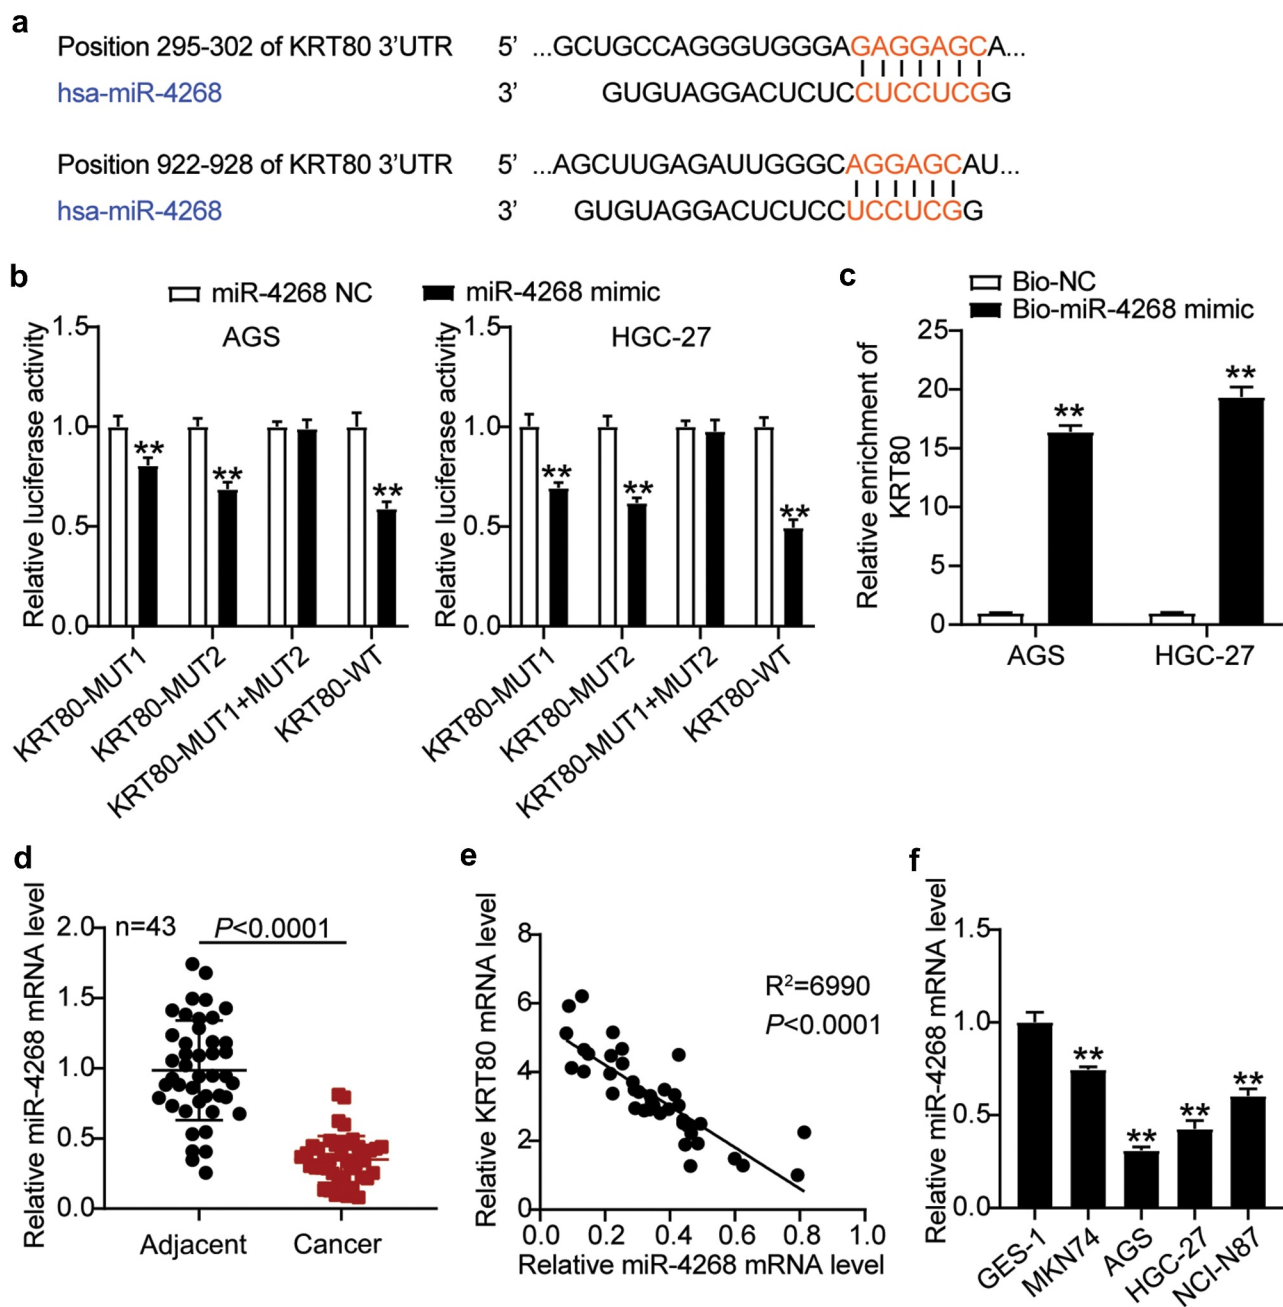 a
Position 295-302 of KRT80 3'UTR 5' ...GCUGCCAGGGUGGGAGAGGAGCA...
hsa-miR-4268 3' GUGUAGGACUCUCCUCCUCGG
Position 922-928 of KRT80 3'UTR 5' ...AGCUUGAGAUUGGGCAGGAGCAU...
hsa-miR-4268 3' GUGUAGGACUCUCCUCCUCGG
b
miR-4268 NC miR-4268 mimic
AGS
Relative luciferase activity
1.5
1.0
0.5
0.0
** ** **
KRT80-MUT1
KRT80-MUT2
KRT80-MUT1+MUT2
KRT80-WT
HGC-27
Relative luciferase activity
1.5
1.0
0.5
0.0
** ** **
KRT80-MUT1
KRT80-MUT2
KRT80-MUT1+MUT2
KRT80-WT
c
Bio-NC
Bio-miR-4268 mimic
Relative enrichment of
KRT80
25
20
15
10
5
0
** **
AGS HGC-27
d
Relative miR-4268 mRNA level
n=43 P<0.0001
2.0
1.5
1.0
0.5
0.0
Adjacent Cancer
e
Relative KRT80 mRNA level
8
6
4
2
0
R²=6990
P<0.0001
0.0 0.2 0.4 0.6 0.8 1.0
Relative miR-4268 mRNA level
f
Relative miR-4268 mRNA level
1.5
1.0
0.5
0.0
** ** ** **
GES-1
MKN74
AGS
HGC-27
NCI-N87